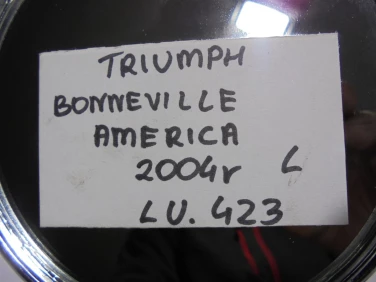 TRIUMPH
BONNEVILLE
AMERICA
2004r L
LU. 423